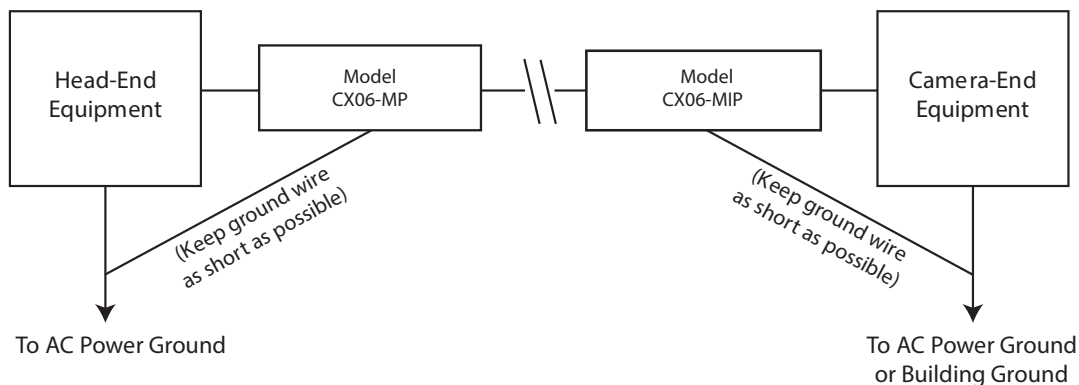 Head-End
Equipment
Model
CX06-MP
Model
CX06-MIP
Camera-End
Equipment
(Keep ground wire
as short as possible)
(Keep ground wire
as short as possible)
To AC Power Ground
To AC Power Ground
or Building Ground